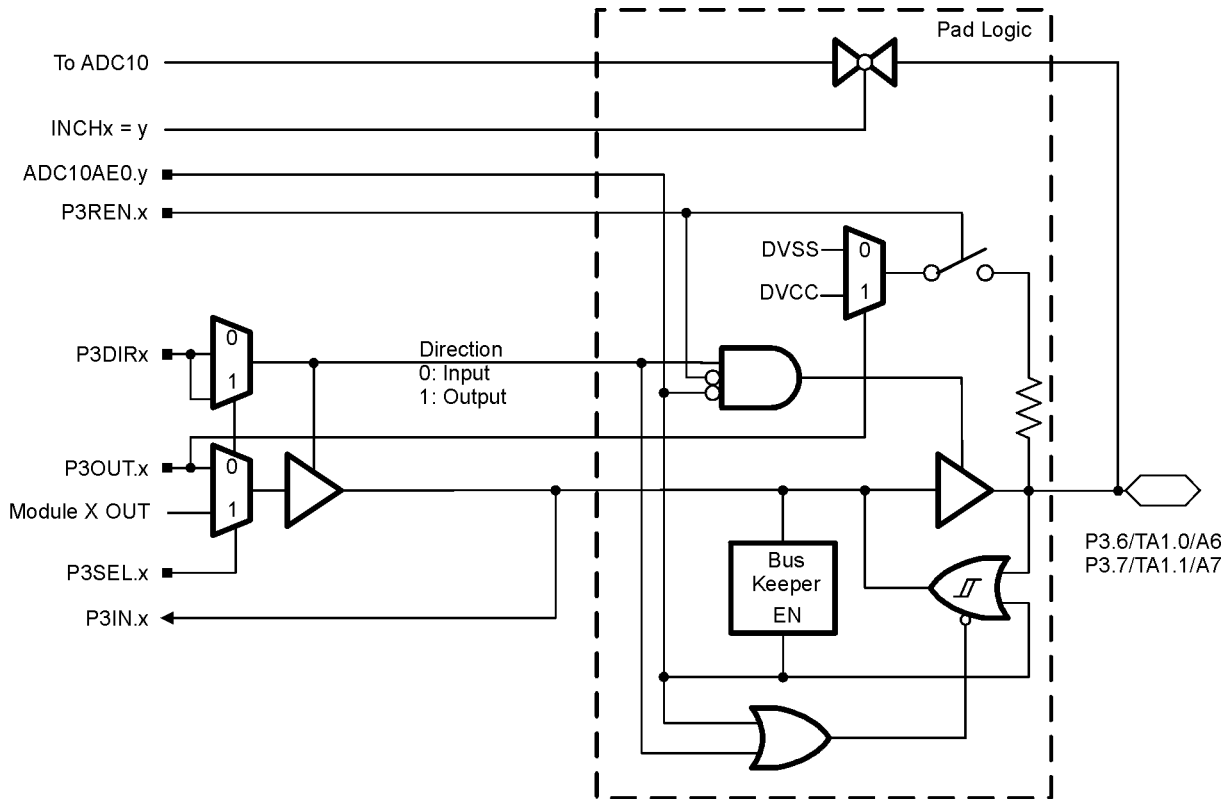 Pad Logic
To ADC10
INCHx = y
ADC10AE0.y
P3REN.x
DVSS
0
DVCC
1
P3DIRx
0
1
Direction
0: Input
1: Output
P3OUT.x
0
Module X OUT
1
P3SEL.x
P3IN.x
Bus
Keeper
EN
P3.6/TA1.0/A6
P3.7/TA1.1/A7